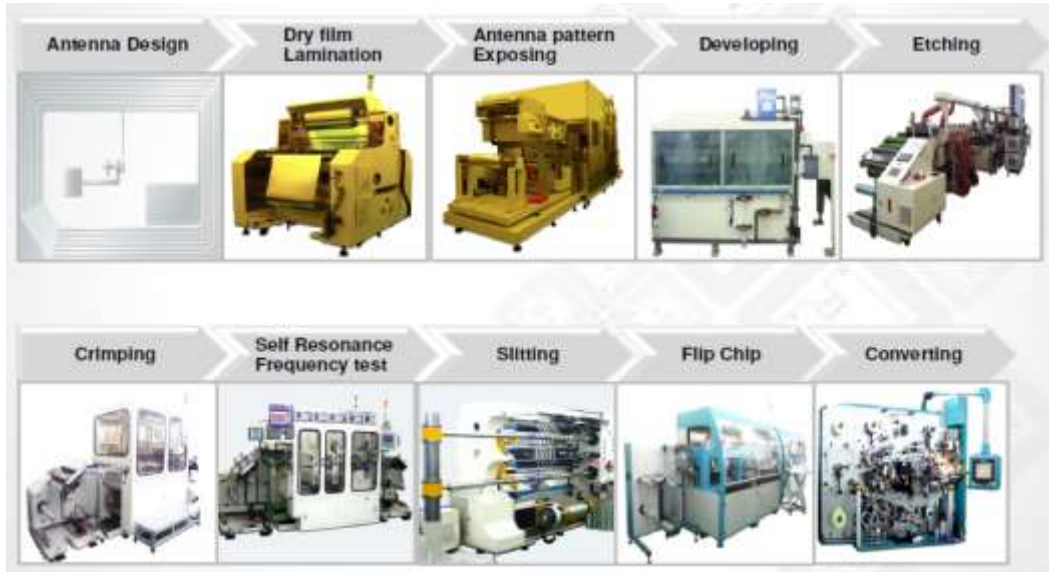 Antenna Design
Dry film
Lamination
Antenna pattern
Exposing
Developing
Etching
Crimping
Self Resonance
Frequency test
Slitting
Flip Chip
Converting